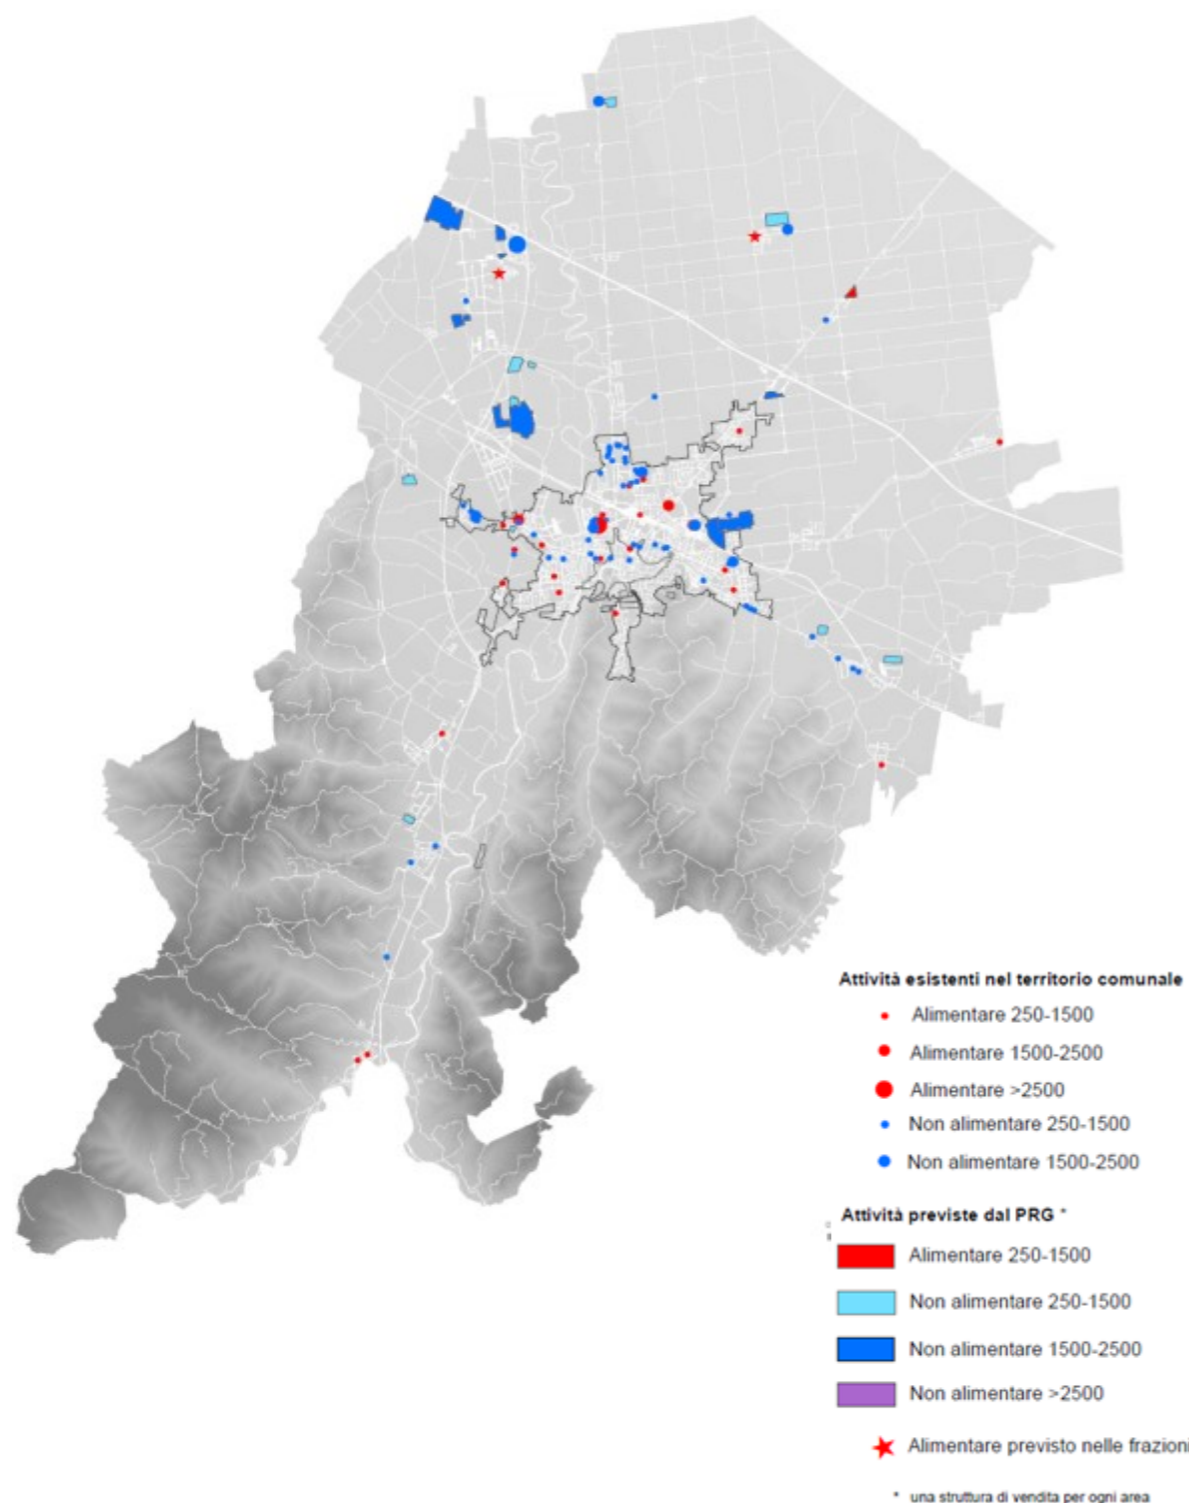 Attività esistenti nel territorio comunale
Alimentare 250-1500
Alimentare 1500-2500
Alimentare >2500
Non alimentare 250-1500
Non alimentare 1500-2500
Attività previste dal PRG *
Alimentare 250-1500
Non alimentare 250-1500
Non alimentare 1500-2500
Non alimentare >2500
Alimentare previsto nelle frazioni
* una struttura di vendita per ogni area